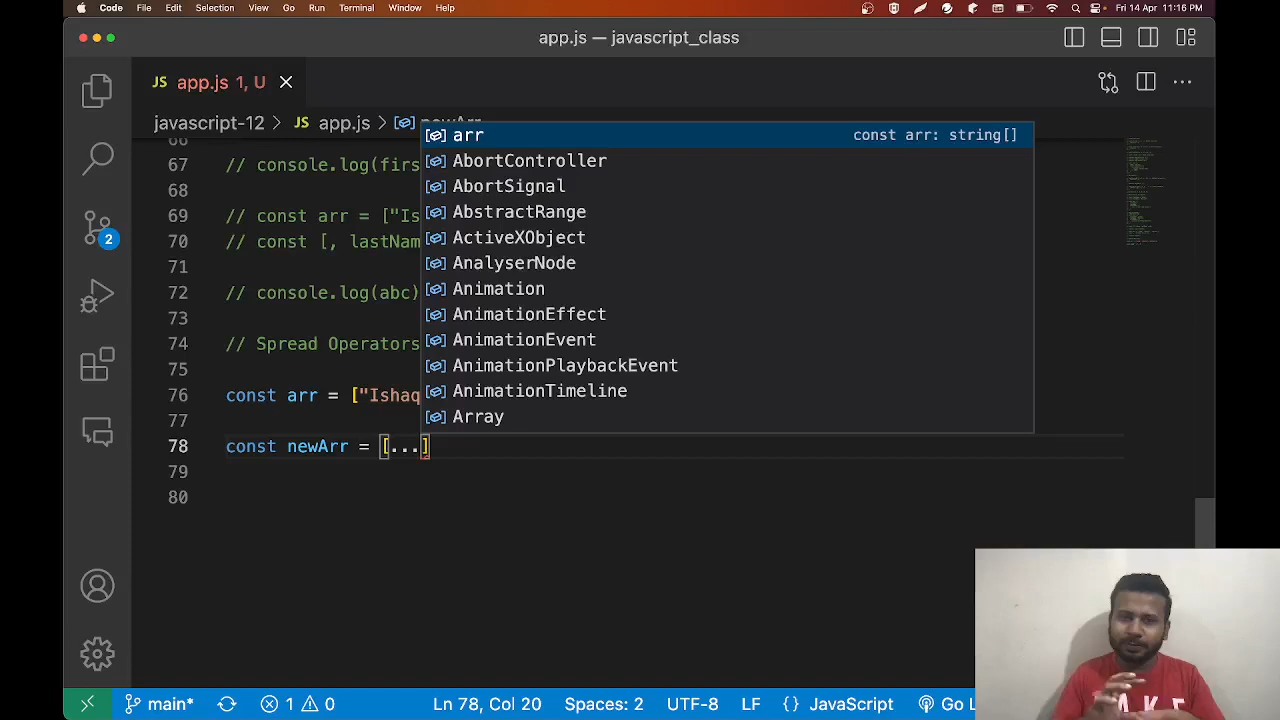 Code File Edit Selection View Go Run Terminal Window Help Fri 14 Apr 11:16 PM
app.js — javascript_class
JS app.js 1, U
javascript-12 > JS app.js > newArr
66
67 // console.log(firs
68
69 // const arr = ["Is
70 // const [, lastNam
71
72 // console.log(abc)
73
74 // Spread Operators
75
76 const arr = ["Ishaq
77
78 const newArr = [...]
79
80
arr const arr: string[]
AbortController
AbortSignal
AbstractRange
ActiveXObject
AnalyserNode
Animation
AnimationEffect
AnimationEvent
AnimationPlaybackEvent
AnimationTimeline
Array
2
main* 1 0 Ln 78, Col 20 Spaces: 2 UTF-8 LF {} JavaScript Go L